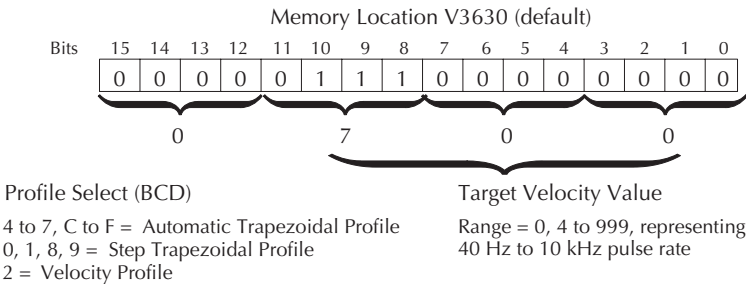 Memory Location V3630 (default)
Bits 15 14 13 12 11 10 9 8 7 6 5 4 3 2 1 0
0 0 0 0 0 1 1 1 0 0 0 0 0 0 0 0
0 7 0 0
Profile Select (BCD)
4 to 7, C to F = Automatic Trapezoidal Profile
0, 1, 8, 9 = Step Trapezoidal Profile
2 = Velocity Profile
Target Velocity Value
Range = 0, 4 to 999, representing
40 Hz to 10 kHz pulse rate